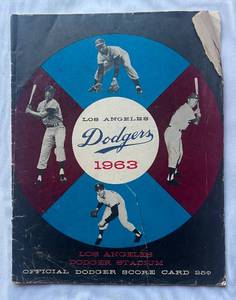 LOS ANGELES
Dodgers
1963
LOS ANGELES
DODGER STADIUM
OFFICIAL DODGER SCORE CARD 25¢